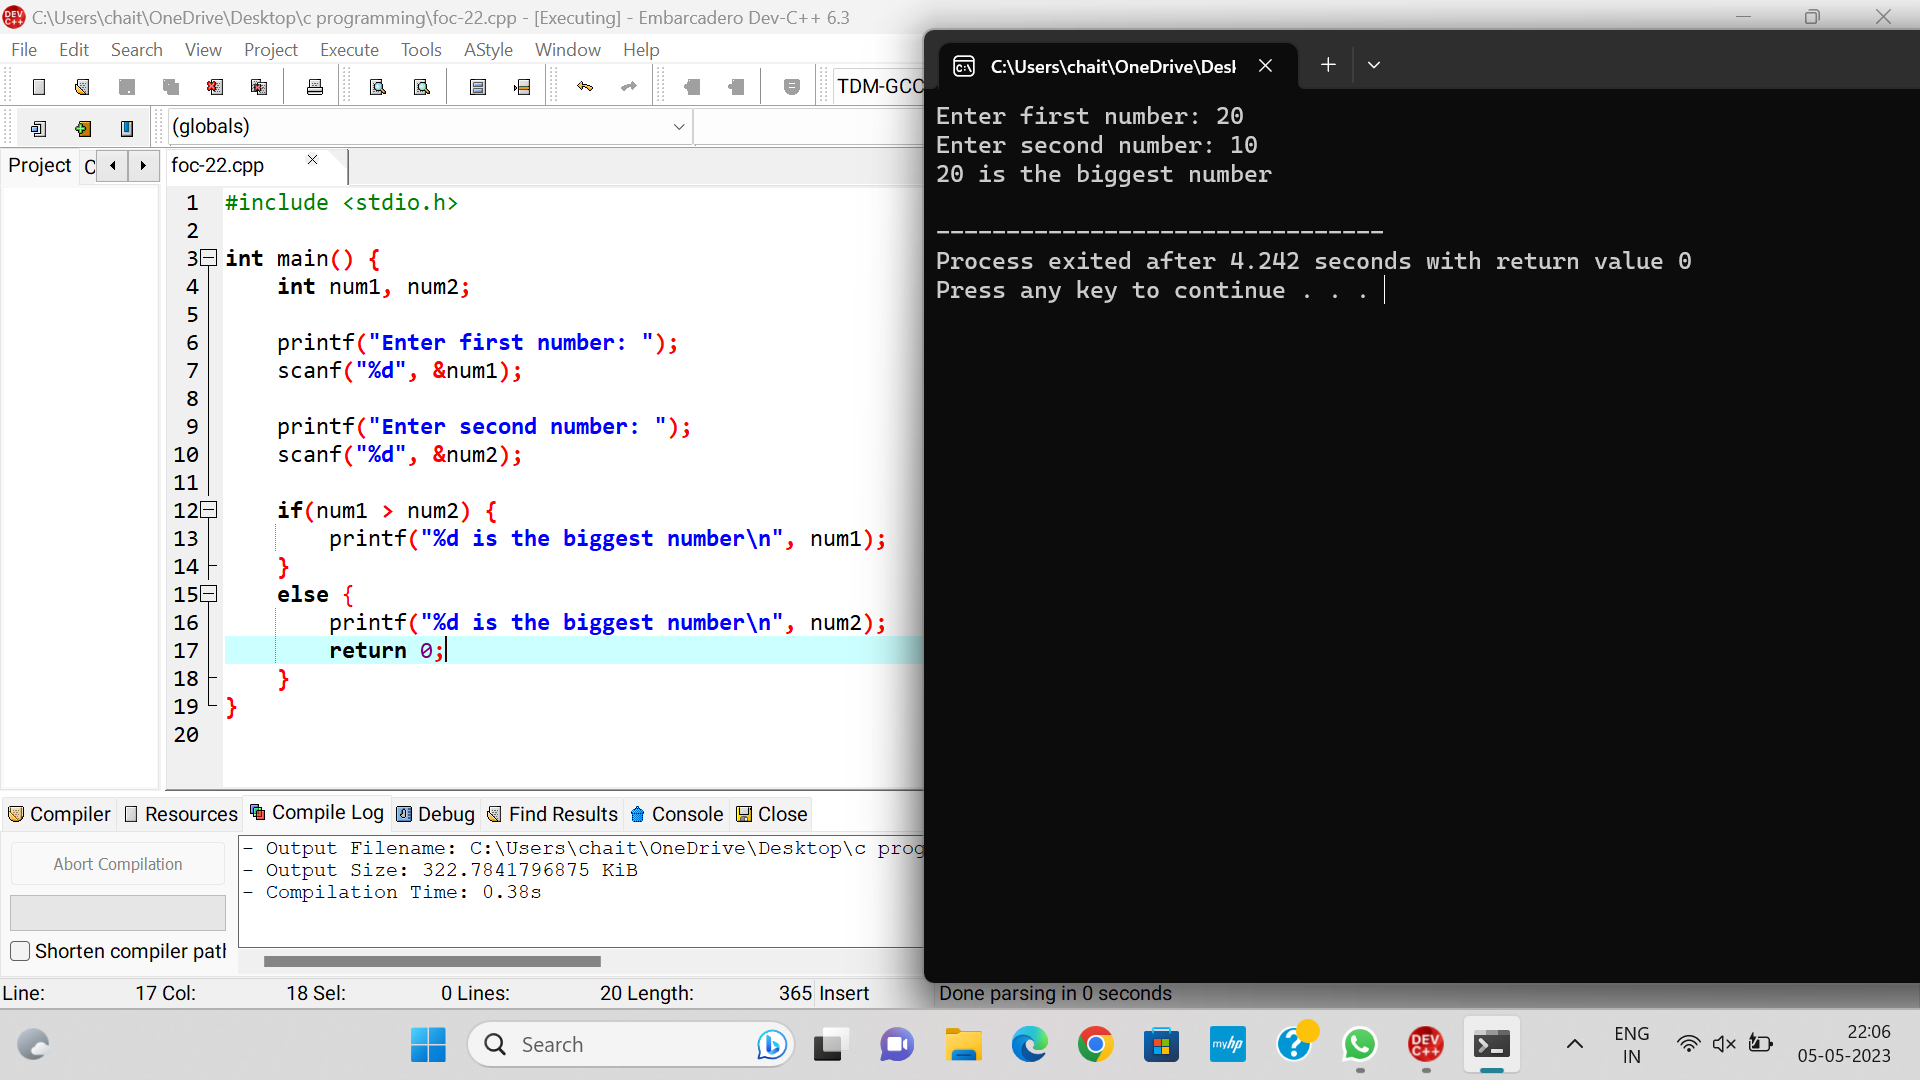 C:\Users\chait\OneDrive\Desktop\c programming\foc-22.cpp - [Executing] - Embarcadero Dev-C++ 6.3
File Edit Search View Project Execute Tools AStyle Window Help
TDM-GCC
(globals)
Project C
foc-22.cpp
1 #include <stdio.h>
2
3 int main() {
4     int num1, num2;
5
6     printf("Enter first number: ");
7     scanf("%d", &num1);
8
9     printf("Enter second number: ");
10     scanf("%d", &num2);
11
12     if(num1 > num2) {
13         printf("%d is the biggest number\n", num1);
14     }
15     else {
16         printf("%d is the biggest number\n", num2);
17         return 0;
18     }
19 }
20
C:\Users\chait\OneDrive\Desl
Enter first number: 20
Enter second number: 10
20 is the biggest number
--------------------------------
Process exited after 4.242 seconds with return value 0
Press any key to continue . . .
Compiler Resources Compile Log Debug Find Results Console Close
Abort Compilation
Shorten compiler path
- Output Filename: C:\Users\chait\OneDrive\Desktop\c prog
- Output Size: 322.7841796875 KiB
- Compilation Time: 0.38s
Line: 17 Col: 18 Sel: 0 Lines: 20 Length: 365 Insert Done parsing in 0 seconds
Search
myhp
DEV C++
ENG
IN
22:06
05-05-2023